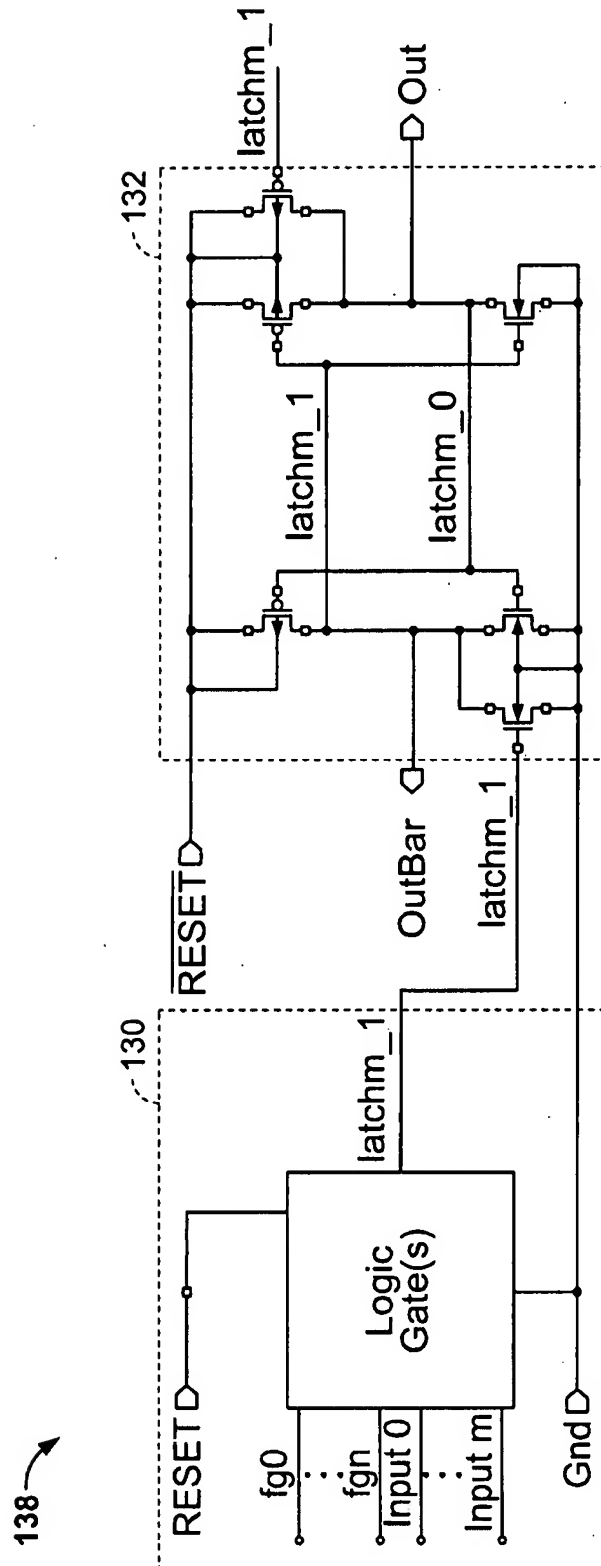 138
130
RESET
fg0
fgn
Input 0
Input m
Logic
Gate(s)
latchm_1
Gnd
132
RESET
OutBar
latchm_1
latchm_1
latchm_0
latchm_1
Out